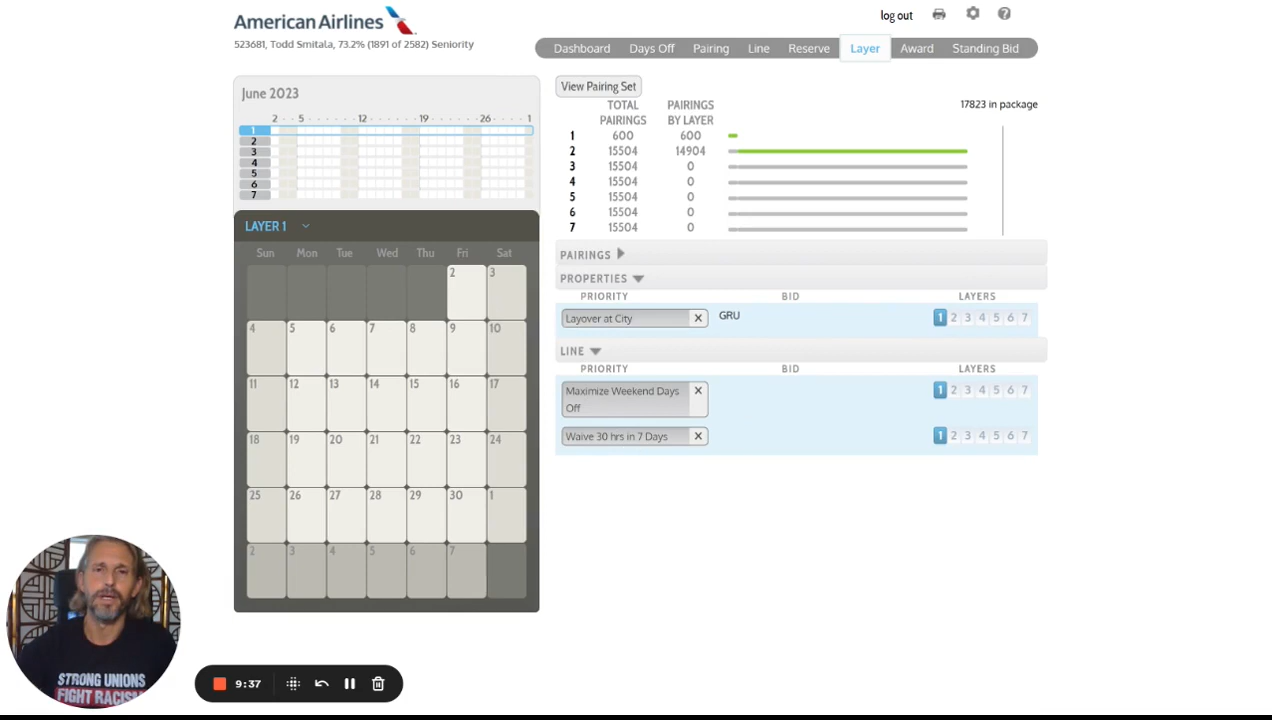 American Airlines
log out
523681, Todd Smitala, 73.2% (1891 of 2582) Seniority
Dashboard Days Off Pairing Line Reserve Layer Award Standing Bid
June 2023
2 5 12 19 26 1
1
2
3
4
5
6
7
LAYER 1
Sun Mon Tue Wed Thu Fri Sat
2 3
4 5 6 7 8 9 10
11 12 13 14 15 16 17
18 19 20 21 22 23 24
25 26 27 28 29 30 1
2 3 4 5 6 7
View Pairing Set
17823 in package
TOTAL PAIRINGS
PAIRINGS BY LAYER
1 600 600
2 15504 14904
3 15504 0
4 15504 0
5 15504 0
6 15504 0
7 15504 0
PAIRINGS
PROPERTIES
PRIORITY BID LAYERS
Layover at City x GRU 1 2 3 4 5 6 7
LINE
PRIORITY BID LAYERS
Maximize Weekend Days Off x 1 2 3 4 5 6 7
Waive 30 hrs in 7 Days x 1 2 3 4 5 6 7
STRONG UNIONS
FIGHT RACISM
9:37